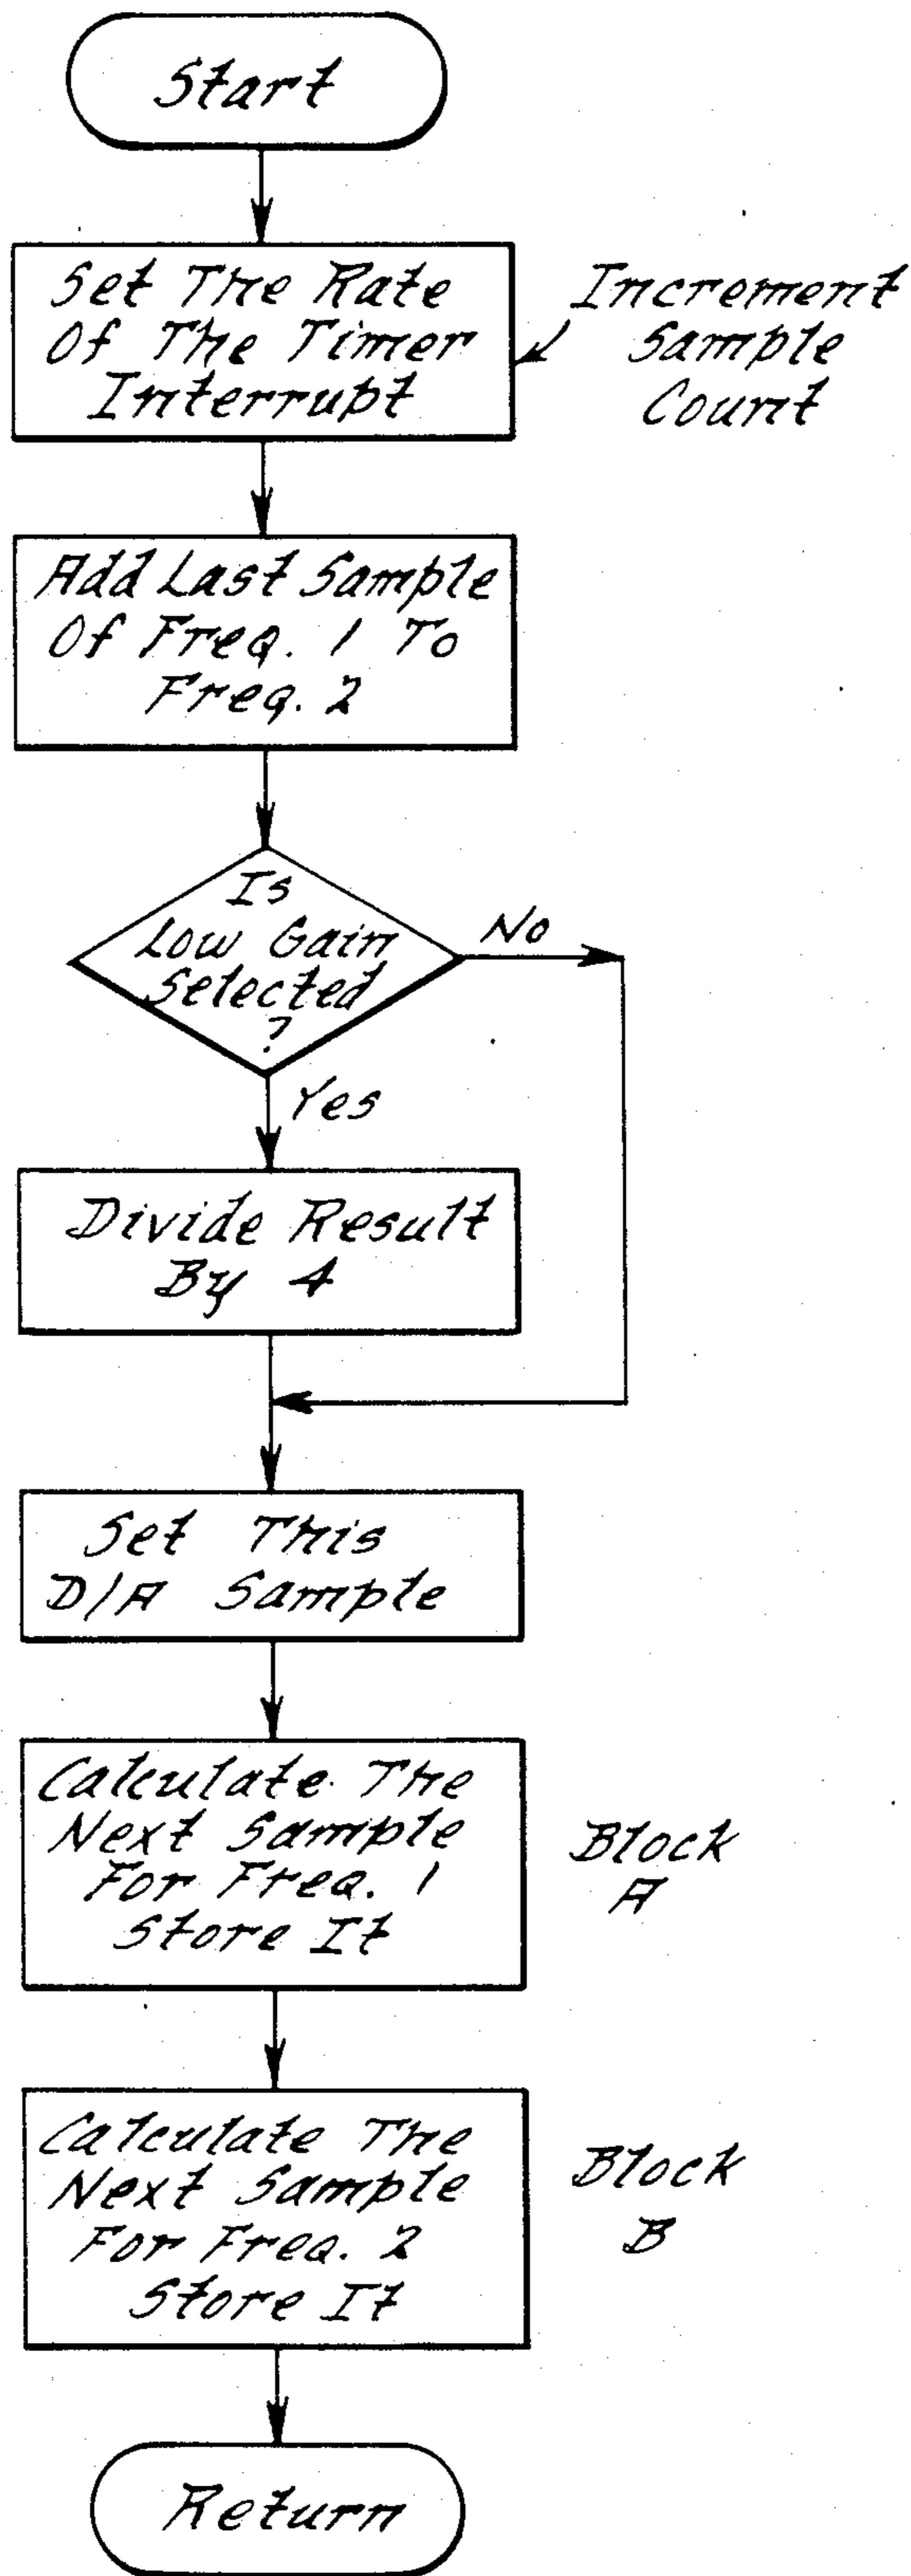 Start
Set The Rate
Of The Timer
Interrupt
Increment
Sample
Count
Add Last Sample
Of Freq. 1 To
Freq. 2
Is
Low Gain
Selected
?
No
Yes
Divide Result
By 4
Set This
D/A Sample
Calculate The
Next Sample
For Freq. 1
Store It
Block
A
Calculate The
Next Sample
For Freq. 2
Store It
Block
B
Return